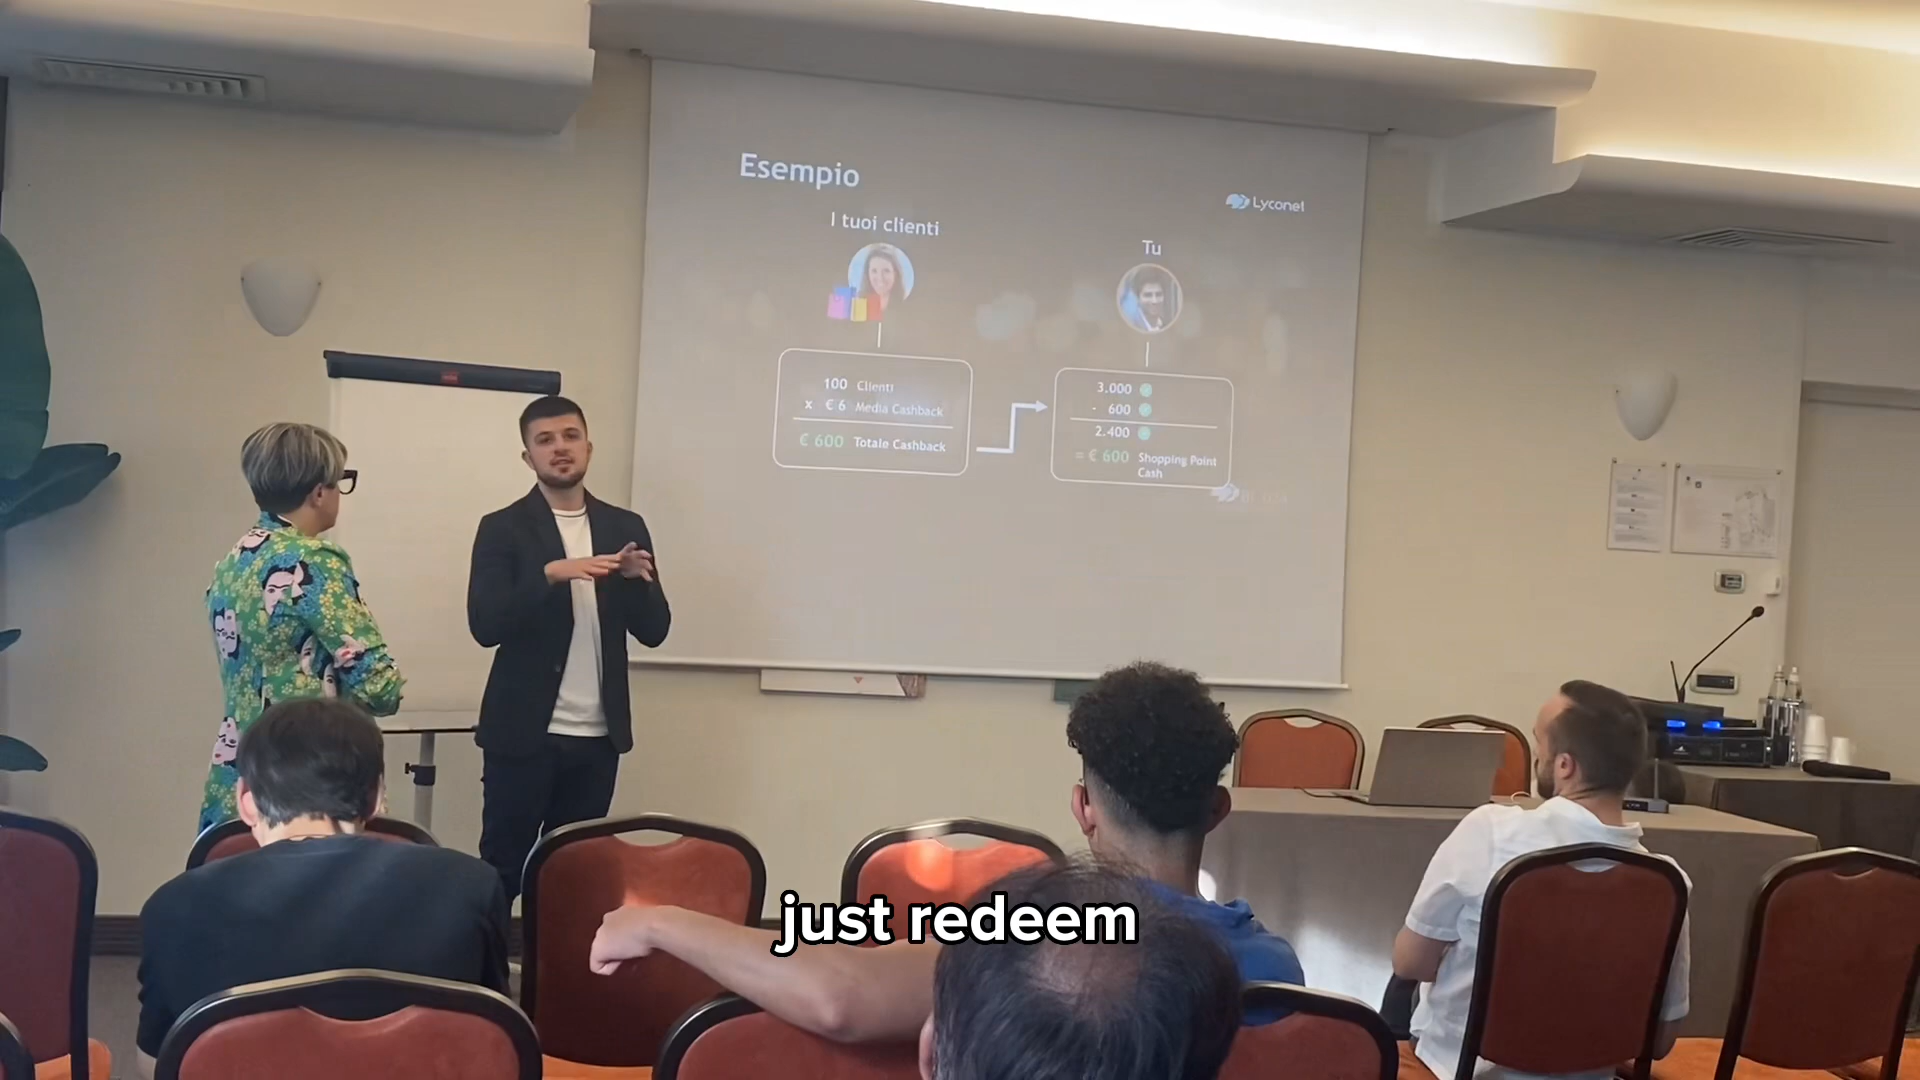 Esempio
Lyconet
I tuoi clienti
Tu
100 Clienti
x € 6 Media Cashback
€ 600 Totale Cashback
3.000
- 600
2.400
= € 600 Shopping Point
Cash
just redeem